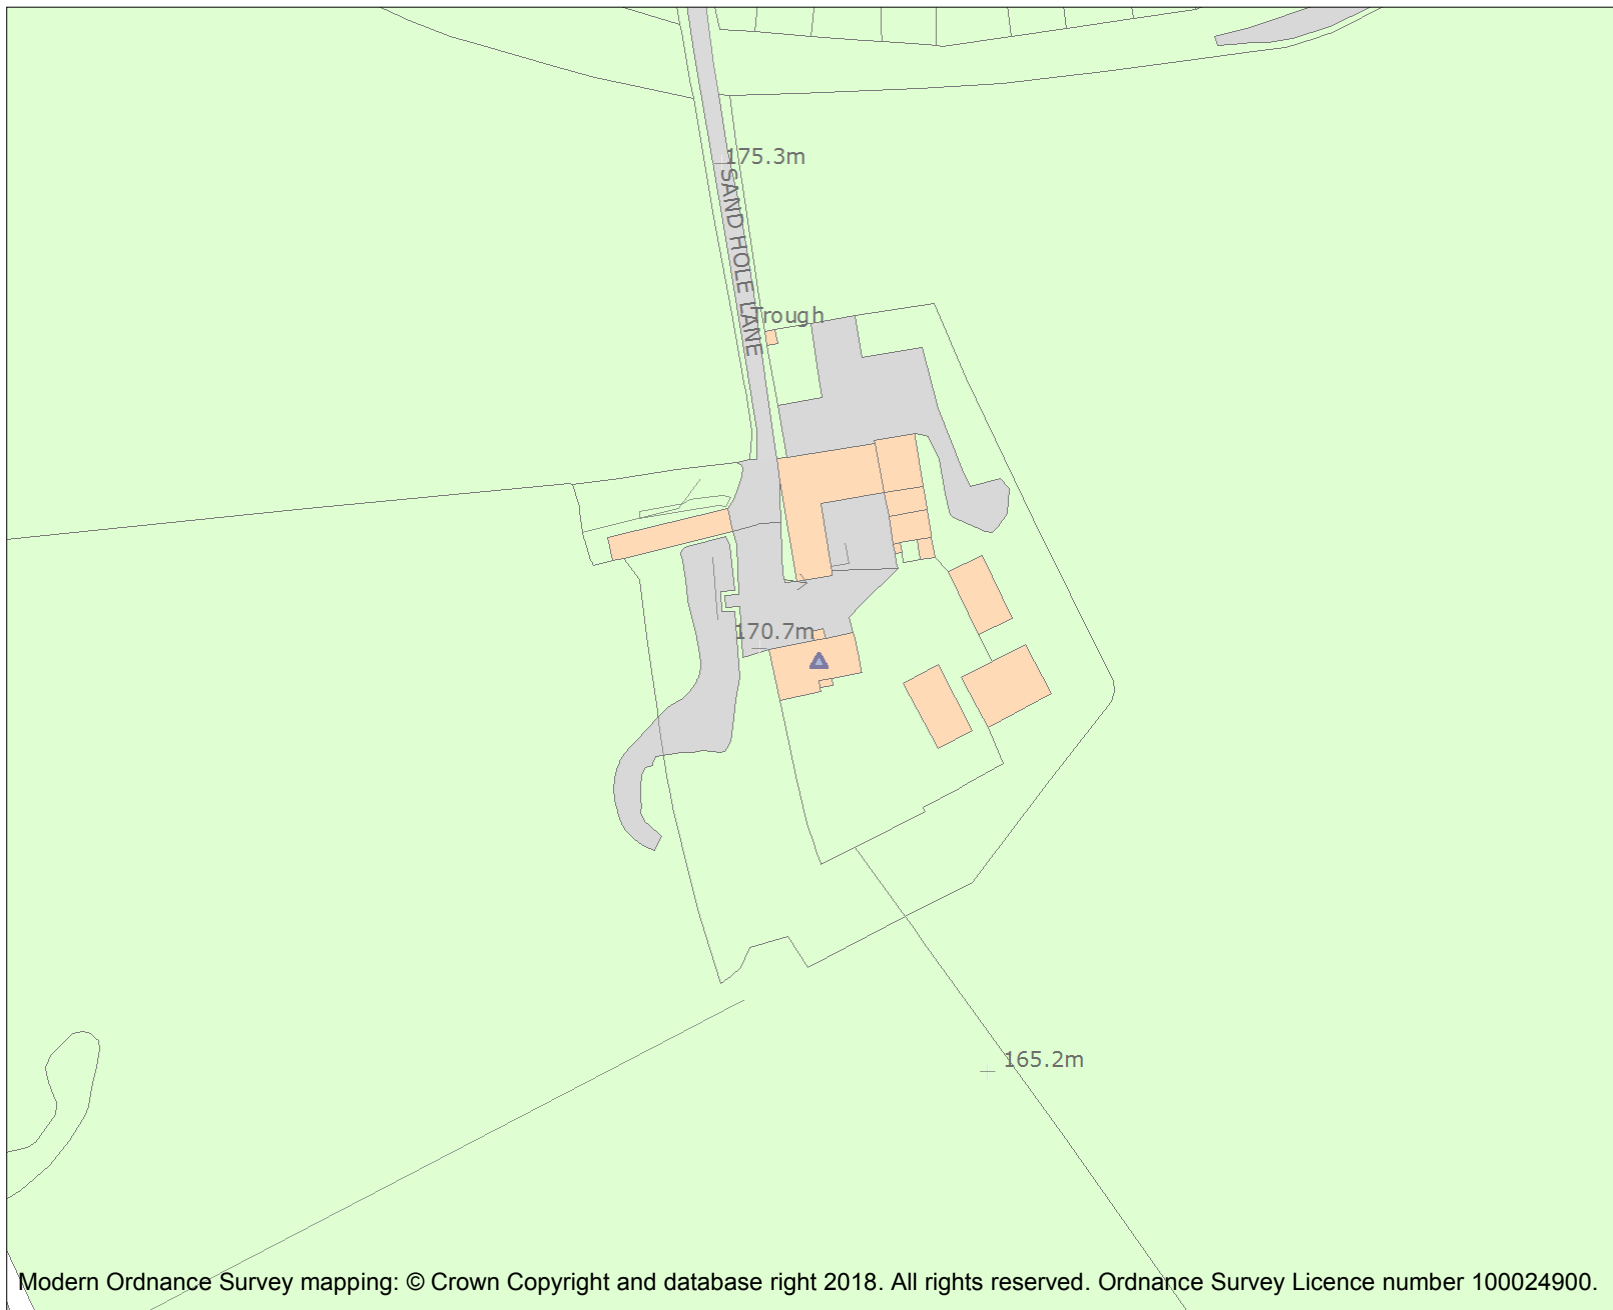 175.3m
SAND HOLE LANE
Trough
170.7m
165.2m
Modern Ordnance Survey mapping: © Crown Copyright and database right 2018. All rights reserved. Ordnance Survey Licence number 100024900.